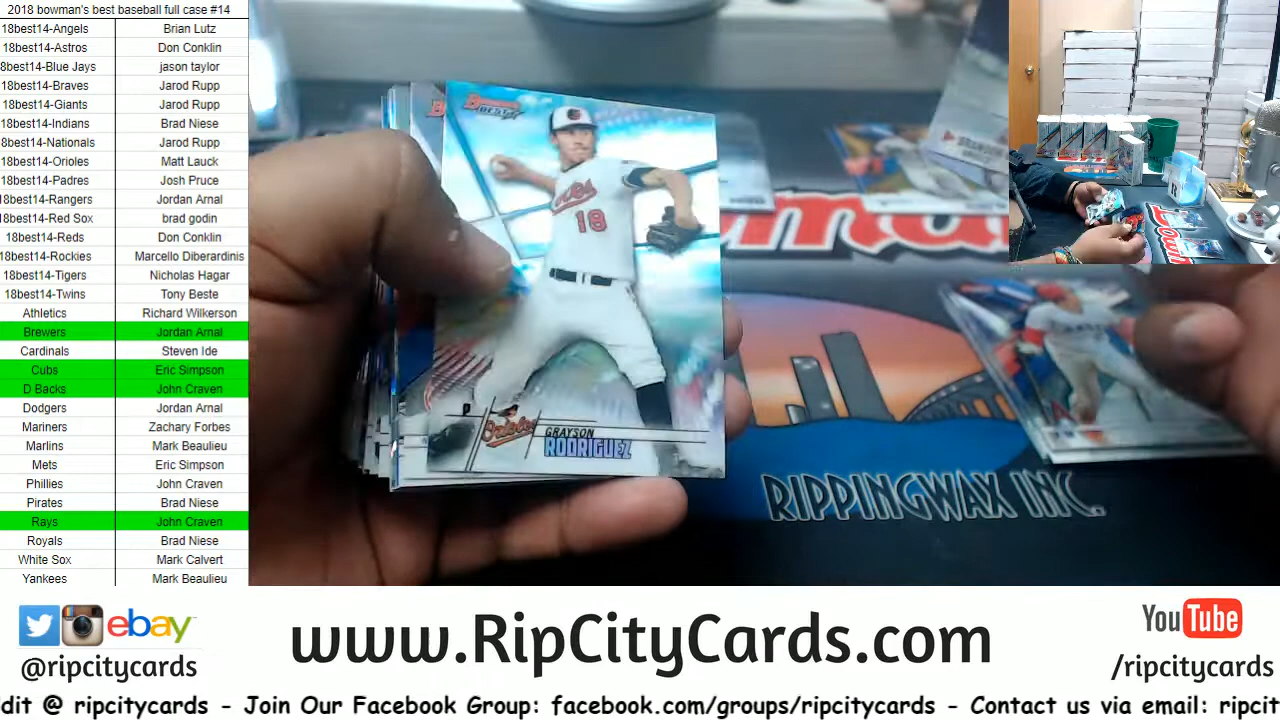 2018 bowman's best baseball full case #14
18best14-Angels Brian Lutz
18best14-Astros Don Conklin
8best14-Blue Jays jason taylor
18best14-Braves Jarod Rupp
18best14-Giants Jarod Rupp
18best14-Indians Brad Niese
8best14-Nationals Jarod Rupp
18best14-Orioles Matt Lauck
18best14-Padres Josh Pruce
18best14-Rangers Jordan Arnal
18best14-Red Sox brad godin
18best14-Reds Don Conklin
18best14-Rockies Marcello Diberardinis
18best14-Tigers Nicholas Hagar
18best14-Twins Tony Beste
Athletics Richard Wilkerson
Brewers Jordan Arnal
Cardinals Steven Ide
Cubs Eric Simpson
D Backs John Craven
Dodgers Jordan Arnal
Mariners Zachary Forbes
Marlins Mark Beaulieu
Mets Eric Simpson
Phillies John Craven
Pirates Brad Niese
Rays John Craven
Royals Brad Niese
White Sox Mark Calvert
Yankees Mark Beaulieu
Bowman's
BEST
18
P
Orioles
GRAYSON
RODRIGUEZ
RIPPINGWAX INC.
ebay
@ripcitycards
www.RipCityCards.com
YouTube
/ripcitycards
ddit @ ripcitycards - Join Our Facebook Group: facebook.com/groups/ripcitycards - Contact us via email: ripcit